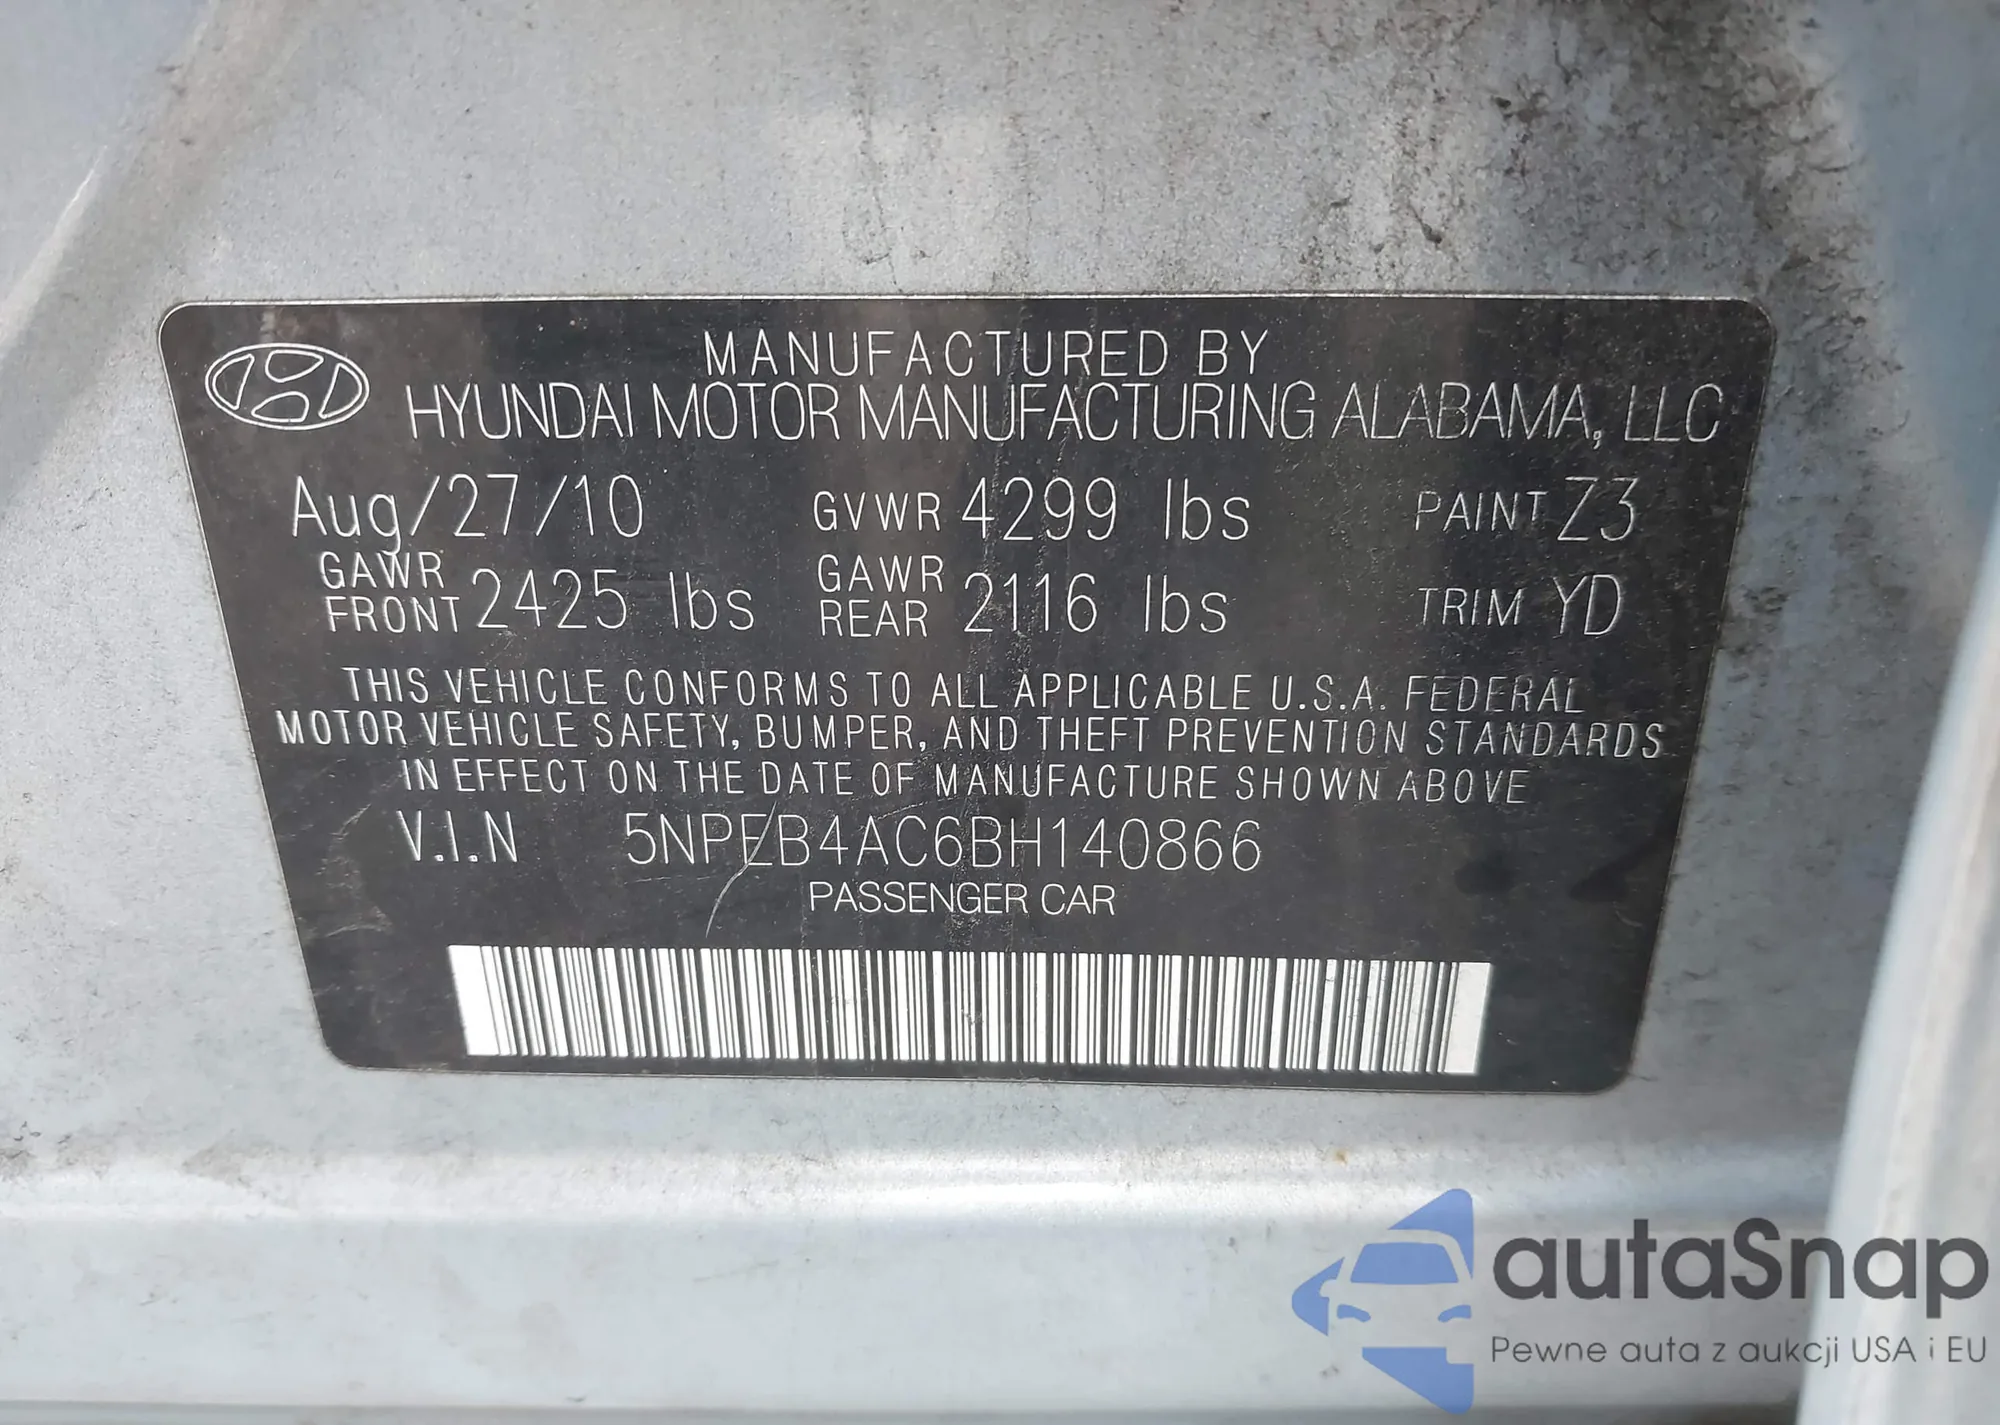 MANUFACTURED BY
HYUNDAI MOTOR MANUFACTURING ALABAMA, LLC
Aug/27/10 GVWR 4299 lbs PAINT Z3
GAWR FRONT 2425 lbs GAWR REAR 2116 lbs TRIM YD
THIS VEHICLE CONFORMS TO ALL APPLICABLE U.S.A. FEDERAL
MOTOR VEHICLE SAFETY, BUMPER, AND THEFT PREVENTION STANDARDS
IN EFFECT ON THE DATE OF MANUFACTURE SHOWN ABOVE
V.I.N 5NPEB4AC6BH140866
PASSENGER CAR
autaSnap
Pewne auta z aukcji USA i EU